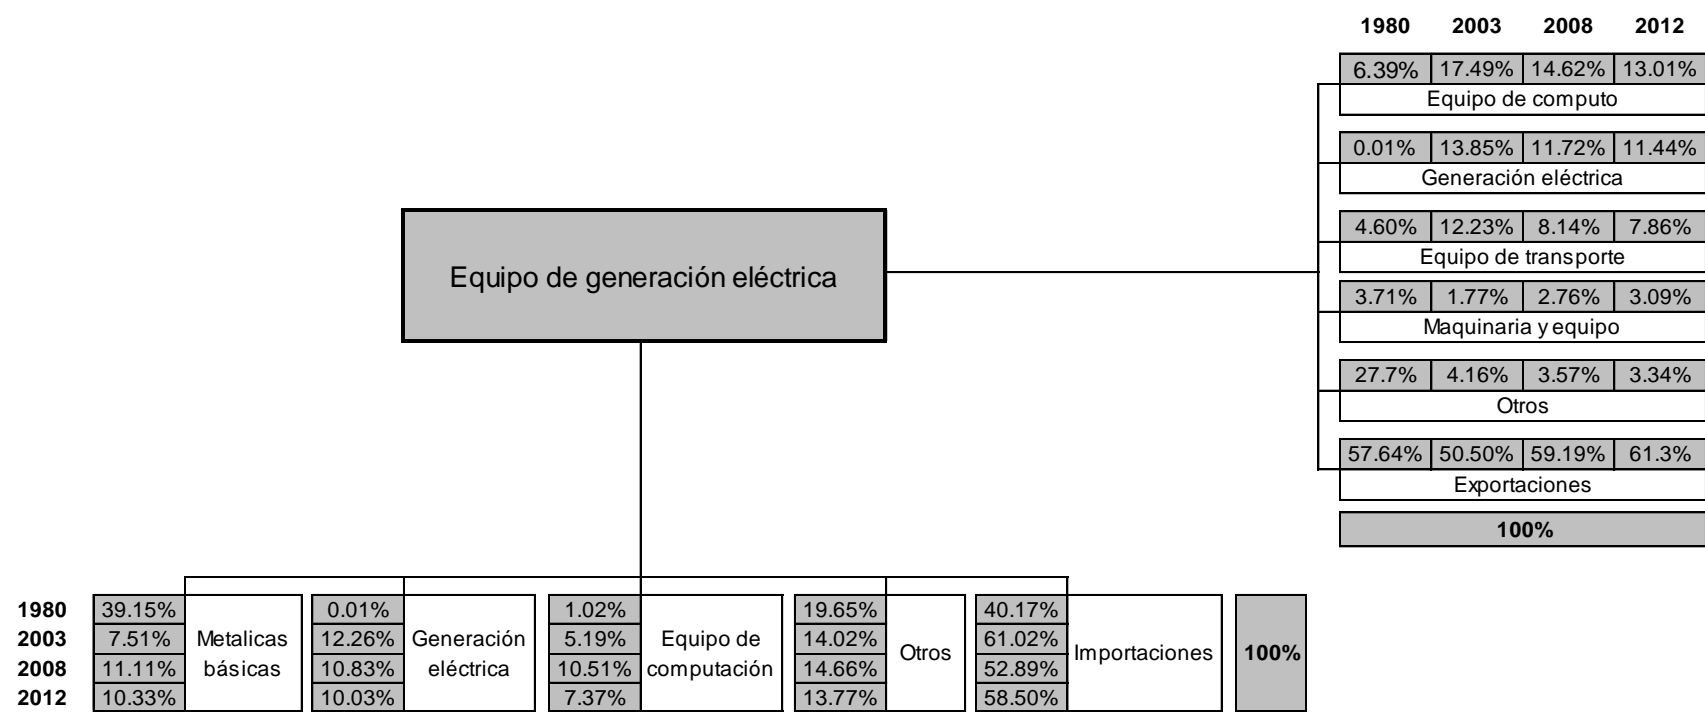 1980 2003 2008 2012
6.39% 17.49% 14.62% 13.01%
Equipo de computo
0.01% 13.85% 11.72% 11.44%
Generación eléctrica
4.60% 12.23% 8.14% 7.86%
Equipo de transporte
3.71% 1.77% 2.76% 3.09%
Maquinaria y equipo
27.7% 4.16% 3.57% 3.34%
Otros
57.64% 50.50% 59.19% 61.3%
Exportaciones
100%
Equipo de generación eléctrica
1980 39.15% 0.01% 1.02% 19.65% 40.17%
2003 7.51% Metalicas 12.26% Generación 5.19% Equipo de 14.02% 61.02%
Otros Importaciones 100%
2008 11.11% básicas 10.83% eléctrica 10.51% computación 14.66% 52.89%
2012 10.33% 10.03% 7.37% 13.77% 58.50%